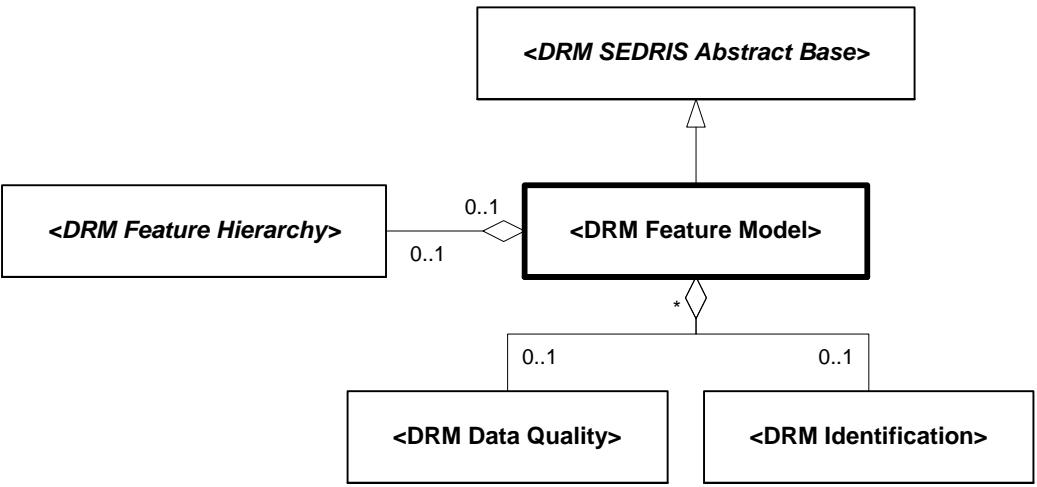 <DRM SEDRIS Abstract Base>
<DRM Feature Hierarchy>
0..1
0..1
<DRM Feature Model>
*
0..1
0..1
<DRM Data Quality>
<DRM Identification>